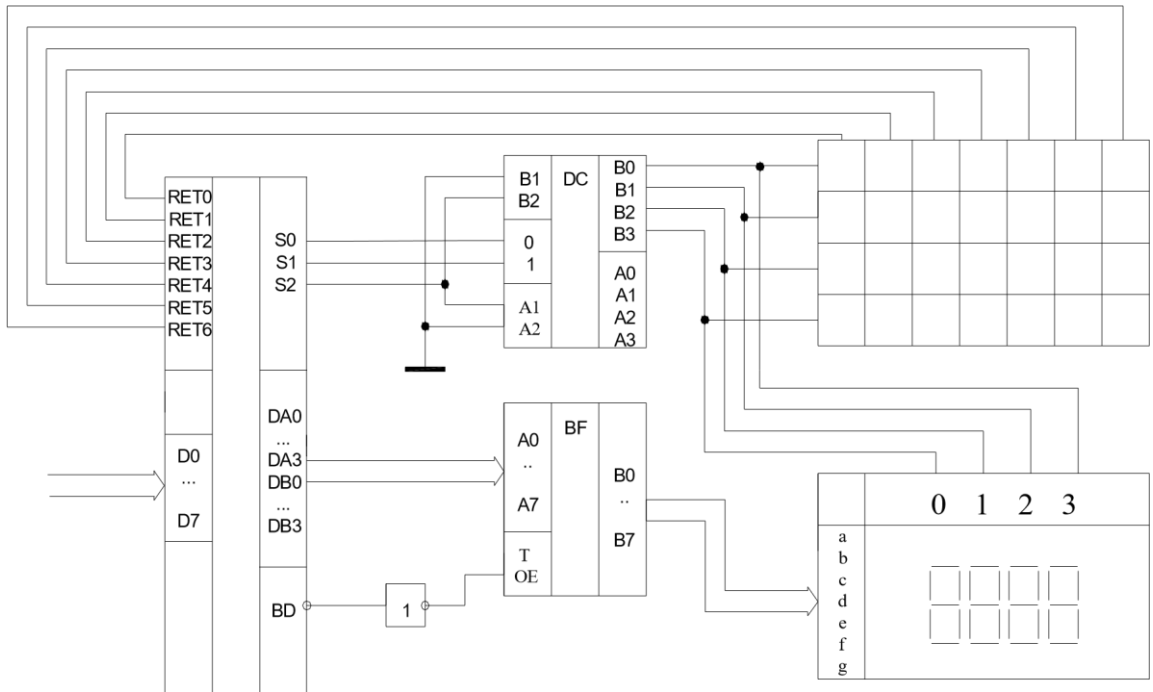 RET0
RET1
RET2
RET3
RET4
RET5
RET6
S0
S1
S2
D0
...
D7
DA0
...
DA3
DB0
...
DB3
BD
1
B1
B2
0
1
A1
A2
DC
B0
B1
B2
B3
A0
A1
A2
A3
A0
..
A7
T
OE
BF
B0
..
B7
0 1 2 3
a
b
c
d
e
f
g